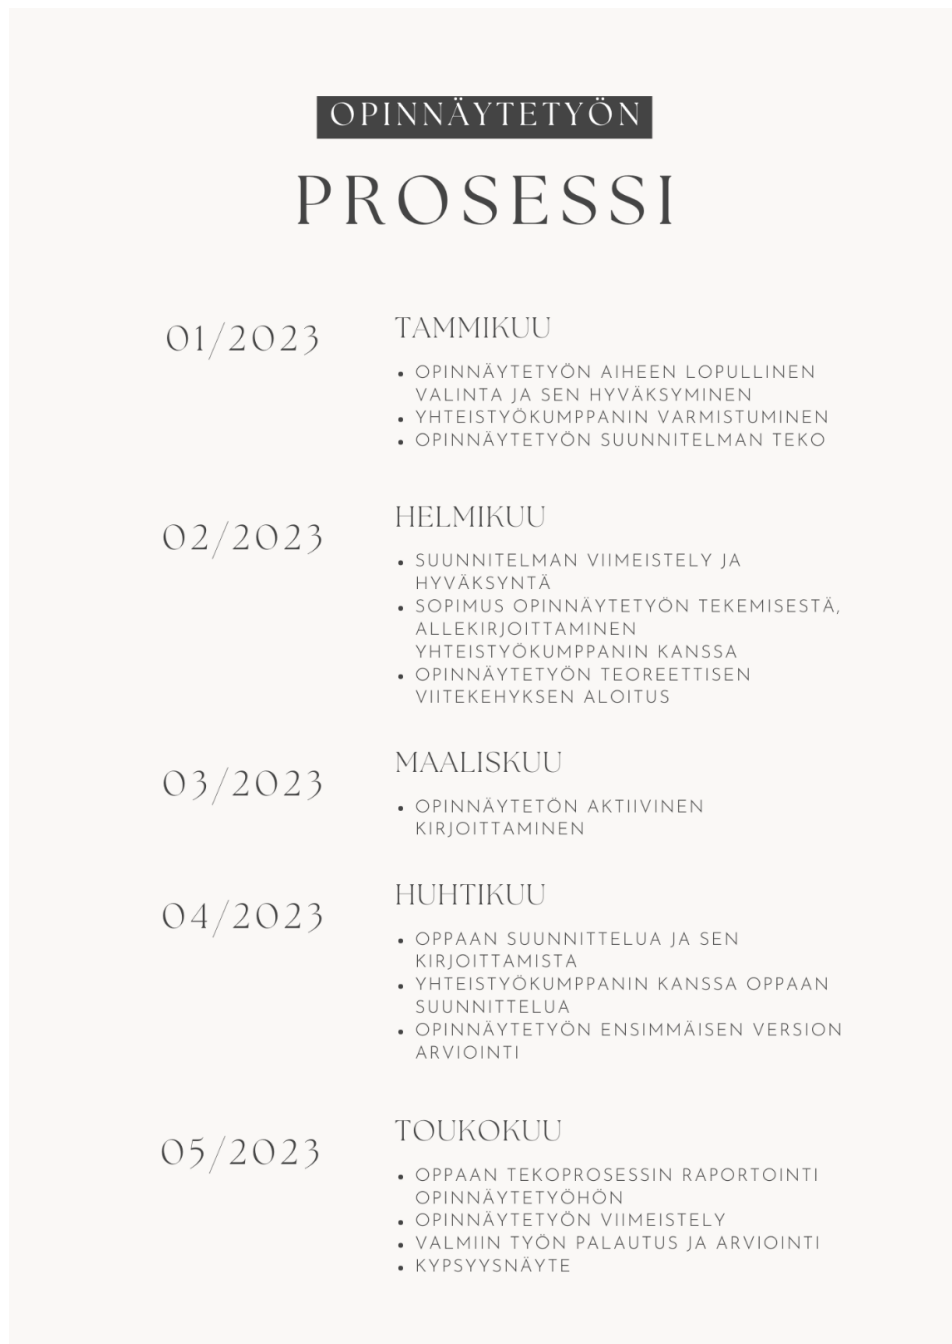 OPINNÄYTETYÖN
PROSESSI
01/2023
TAMMIKUU
• OPINNÄYTETYÖN AIHEEN LOPULLINEN
VALINTA JA SEN HYVÄKSYMINEN
• YHTEISTYÖKUMPPANIN VARMISTUMINEN
• OPINNÄYTETYÖN SUUNNITELMAN TEKO
02/2023
HELMIKUU
• SUUNNITELMAN VIIMEISTELY JA
HYVÄKSYNTÄ
• SOPIMUS OPINNÄYTETYÖN TEKEMISESTÄ,
ALLEKIRJOITTAMINEN
YHTEISTYÖKUMPPANIN KANSSA
• OPINNÄYTETYÖN TEOREETTISEN
VIITEKEHYKSEN ALOITUS
03/2023
MAALISKUU
• OPINNÄYTETÖN AKTIIVINEN
KIRJOITTAMINEN
04/2023
HUHTIKUU
• OPPAAN SUUNNITTELUA JA SEN
KIRJOITTAMISTA
• YHTEISTYÖKUMPPANIN KANSSA OPPAAN
SUUNNITTELUA
• OPINNÄYTETYÖN ENSIMMÄISEN VERSION
ARVIOINTI
05/2023
TOUKOKUU
• OPPAAN TEKOPROSESSIN RAPORTOINTI
OPINNÄYTETYÖHÖN
• OPINNÄYTETYÖN VIIMEISTELY
• VALMIIN TYÖN PALAUTUS JA ARVIOINTI
• KYPSYYSNÄYTE